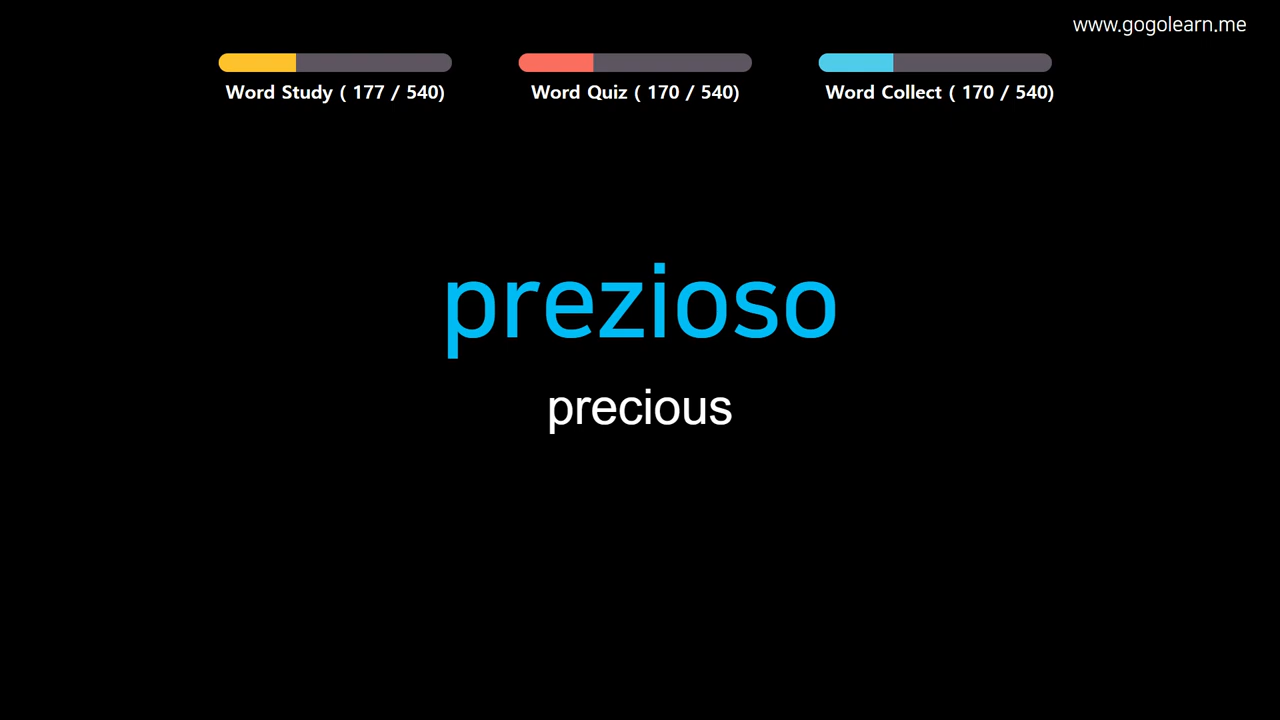 www.gogolearn.me
Word Study ( 177 / 540)
Word Quiz ( 170 / 540)
Word Collect ( 170 / 540)
prezioso
precious